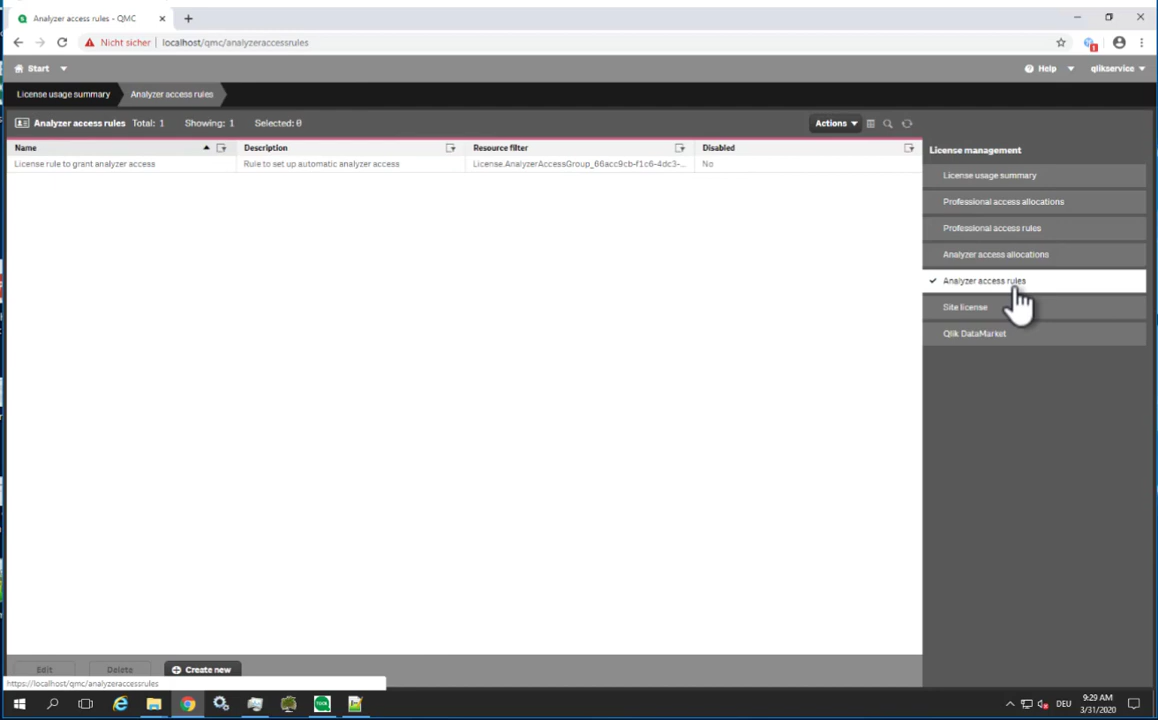 Analyzer access rules - QMC
Nicht sicher localhost/qmc/analyzeraccessrules
Start Help qlikservice
License usage summary Analyzer access rules
Analyzer access rules Total: 1 Showing: 1 Selected: 0 Actions
Name Description Resource filter Disabled
License rule to grant analyzer access Rule to set up automatic analyzer access License.AnalyzerAccessGroup_66acc9cb-f1c6-4dc3-... No
License management
License usage summary
Professional access allocations
Professional access rules
Analyzer access allocations
Analyzer access rules
Site license
Qlik DataMarket
Edit Delete Create new
https://localhost/qmc/analyzeraccessrules
DEU
9:29 AM
3/31/2020